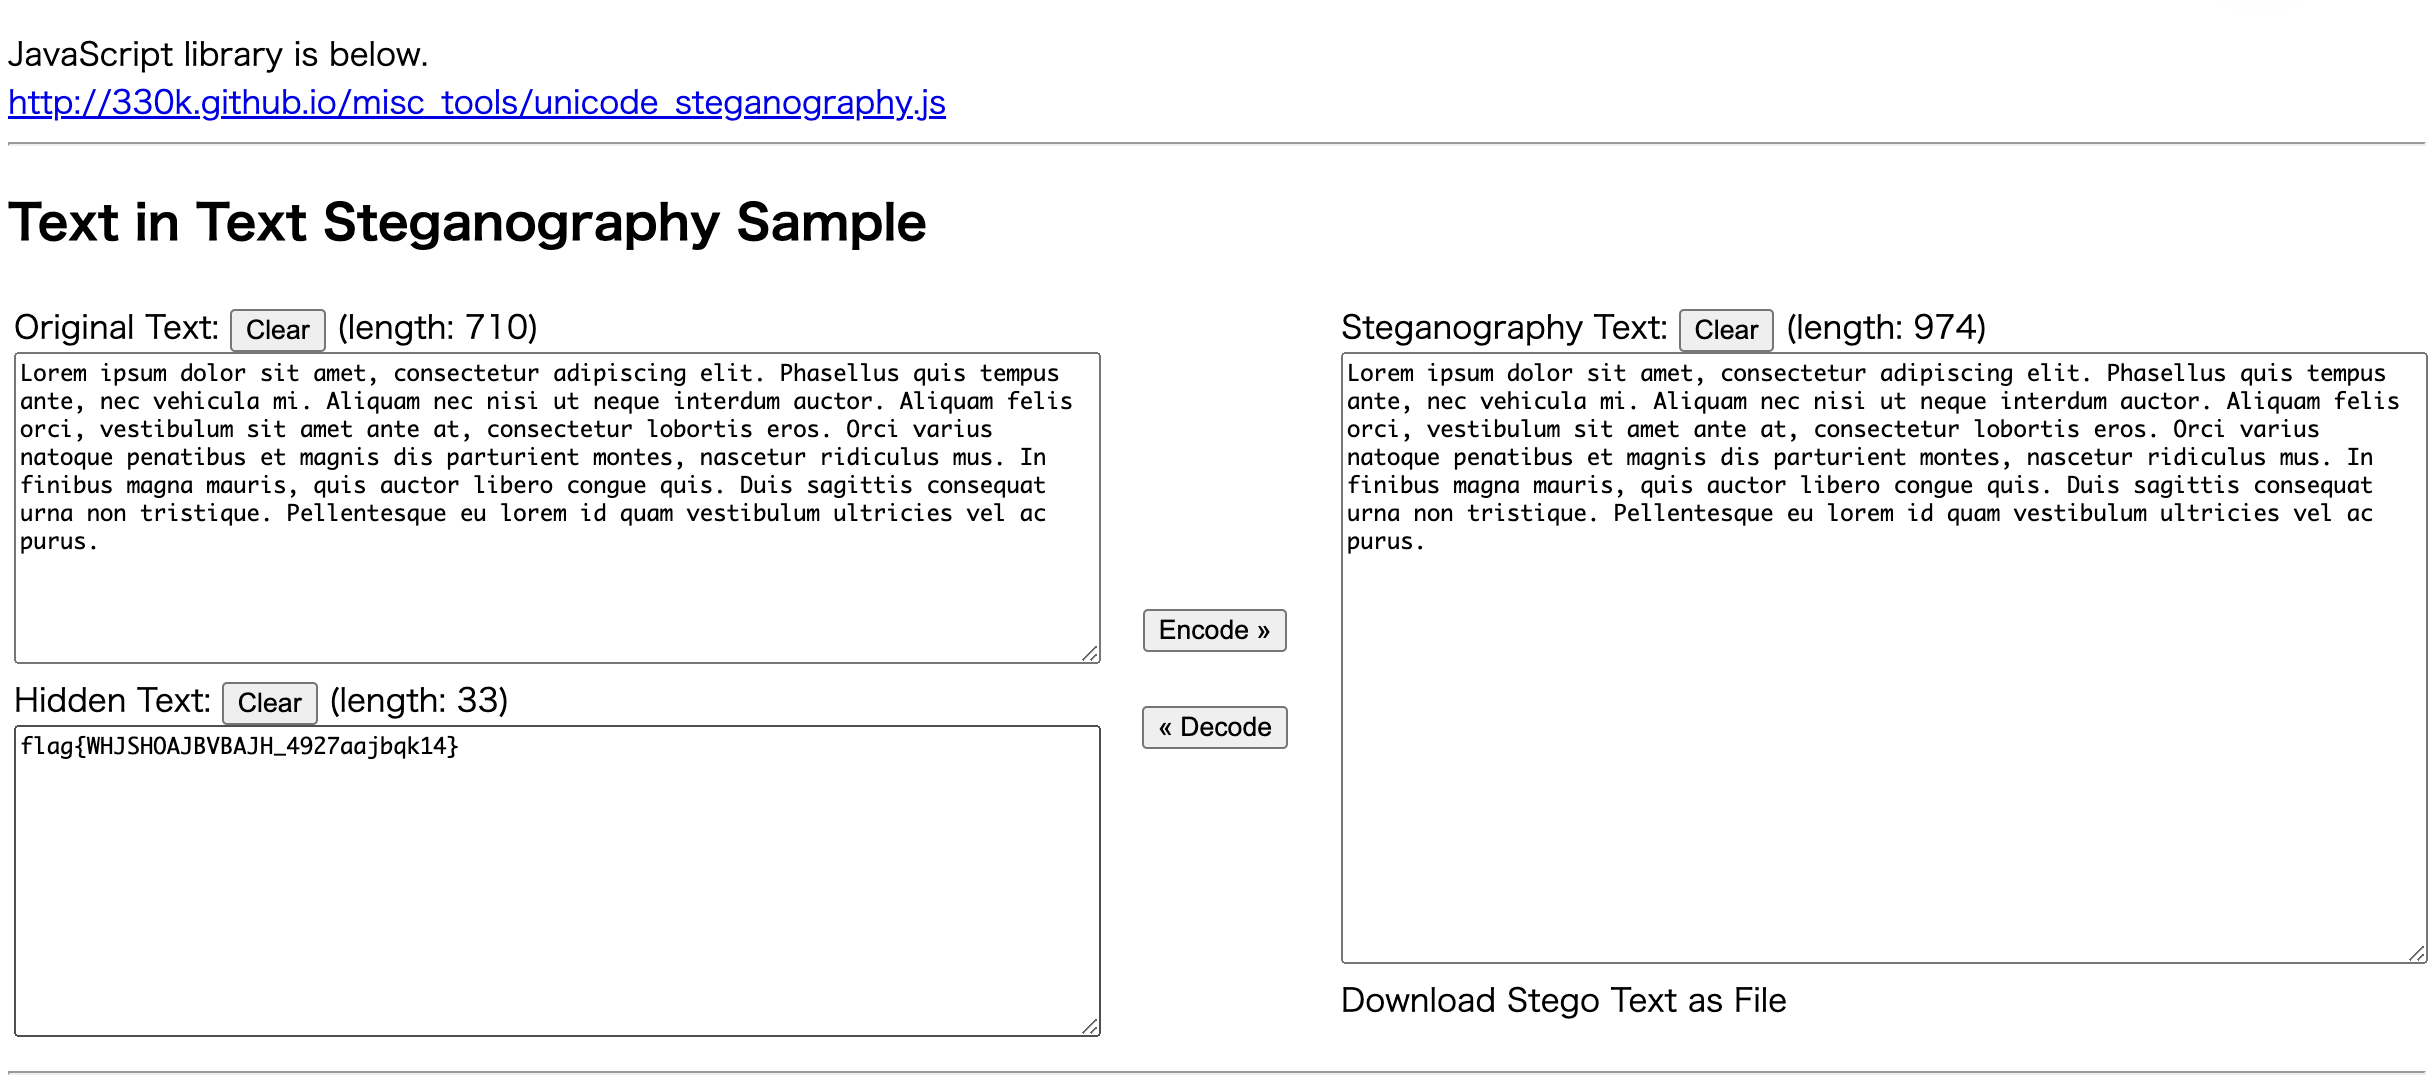 JavaScript library is below.
http://330k.github.io/misc_tools/unicode_steganography.js
Text in Text Steganography Sample
Original Text: Clear (length: 710)
Lorem ipsum dolor sit amet, consectetur adipiscing elit. Phasellus quis tempus
ante, nec vehicula mi. Aliquam nec nisi ut neque interdum auctor. Aliquam felis
orci, vestibulum sit amet ante at, consectetur lobortis eros. Orci varius
natoque penatibus et magnis dis parturient montes, nascetur ridiculus mus. In
finibus magna mauris, quis auctor libero congue quis. Duis sagittis consequat
urna non tristique. Pellentesque eu lorem id quam vestibulum ultricies vel ac
purus.
Hidden Text: Clear (length: 33)
flag{WHJSHOAJBVBAJH_4927aajbqk14}
Encode »
« Decode
Steganography Text: Clear (length: 974)
Lorem ipsum dolor sit amet, consectetur adipiscing elit. Phasellus quis tempus
ante, nec vehicula mi. Aliquam nec nisi ut neque interdum auctor. Aliquam felis
orci, vestibulum sit amet ante at, consectetur lobortis eros. Orci varius
natoque penatibus et magnis dis parturient montes, nascetur ridiculus mus. In
finibus magna mauris, quis auctor libero congue quis. Duis sagittis consequat
urna non tristique. Pellentesque eu lorem id quam vestibulum ultricies vel ac
purus.
Download Stego Text as File